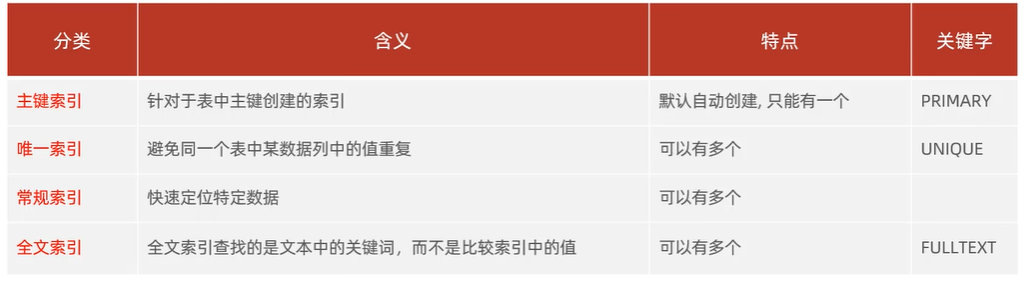 分类 含义 特点 关键字
主键索引 针对于表中主键创建的索引 默认自动创建, 只能有一个 PRIMARY
唯一索引 避免同一个表中某数据列中的值重复 可以有多个 UNIQUE
常规索引 快速定位特定数据 可以有多个
全文索引 全文索引查找的是文本中的关键词，而不是比较索引中的值 可以有多个 FULLTEXT